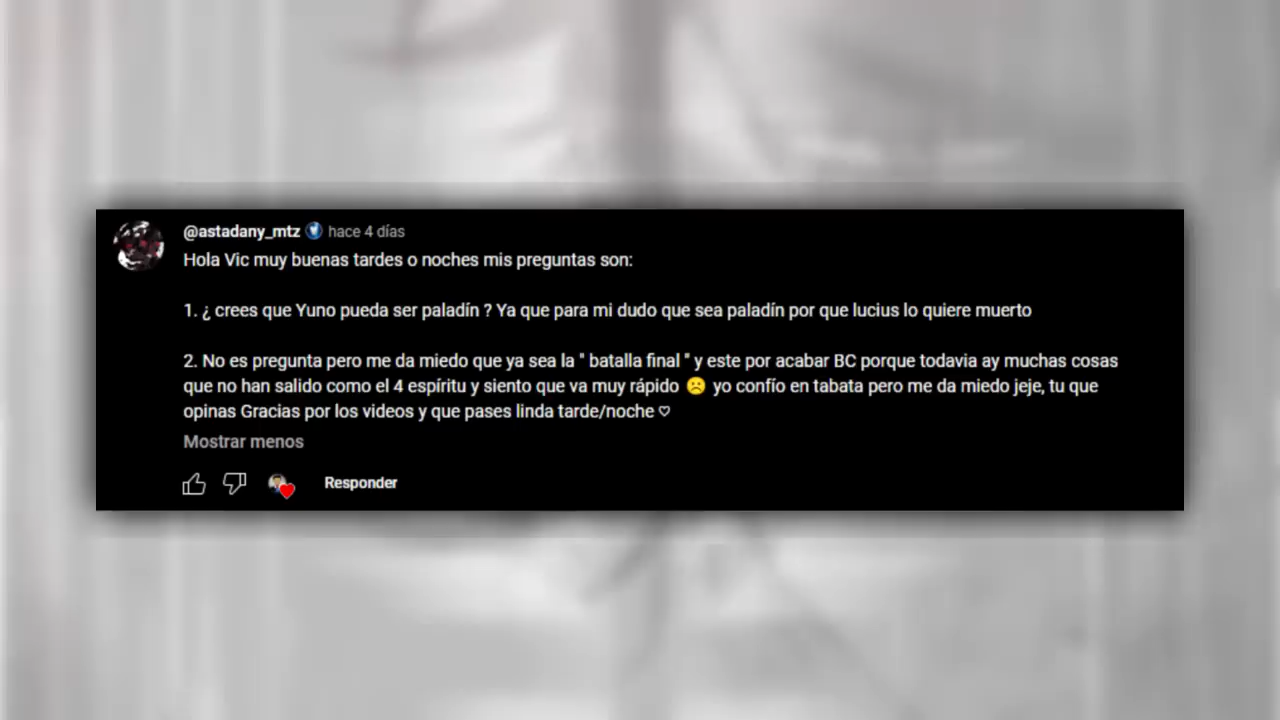 @astadany_mtz hace 4 días
Hola Vic muy buenas tardes o noches mis preguntas son:
1. ¿ crees que Yuno pueda ser paladín ? Ya que para mi dudo que sea paladín por que lucius lo quiere muerto
2. No es pregunta pero me da miedo que ya sea la " batalla final " y este por acabar BC porque todavia ay muchas cosas
que no han salido como el 4 espíritu y siento que va muy rápido ☹️ yo confío en tabata pero me da miedo jeje, tu que
opinas Gracias por los videos y que pases linda tarde/noche ♡
Mostrar menos
Responder